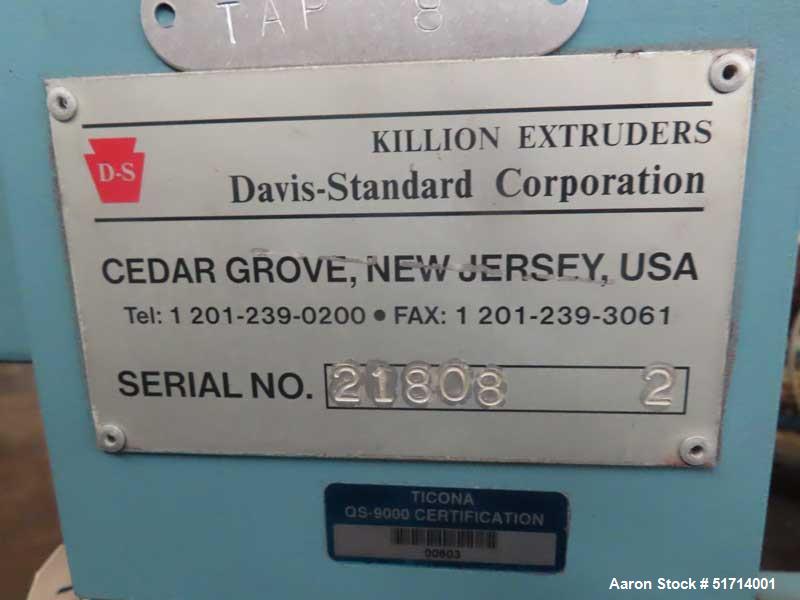 TAP 8
KILLION EXTRUDERS
D-S
Davis-Standard Corporation
CEDAR GROVE, NEW JERSEY, USA
Tel: 1 201-239-0200 • FAX: 1 201-239-3061
SERIAL NO. 21808 2
TICONA
QS-9000 CERTIFICATION
00603
Aaron Stock # 51714001